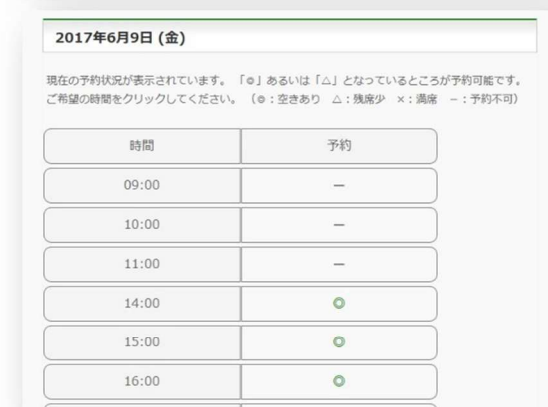 2017年6月9日 (金)
現在の予約状況が表示されています。 「◎」あるいは「△」となっているところが予約可能です。
ご希望の時間をクリックしてください。 （◎：空きあり △：残席少 ×：満席 －：予約不可）
時間 予約
09:00 －
10:00 －
11:00 －
14:00 ◎
15:00 ◎
16:00 ◎